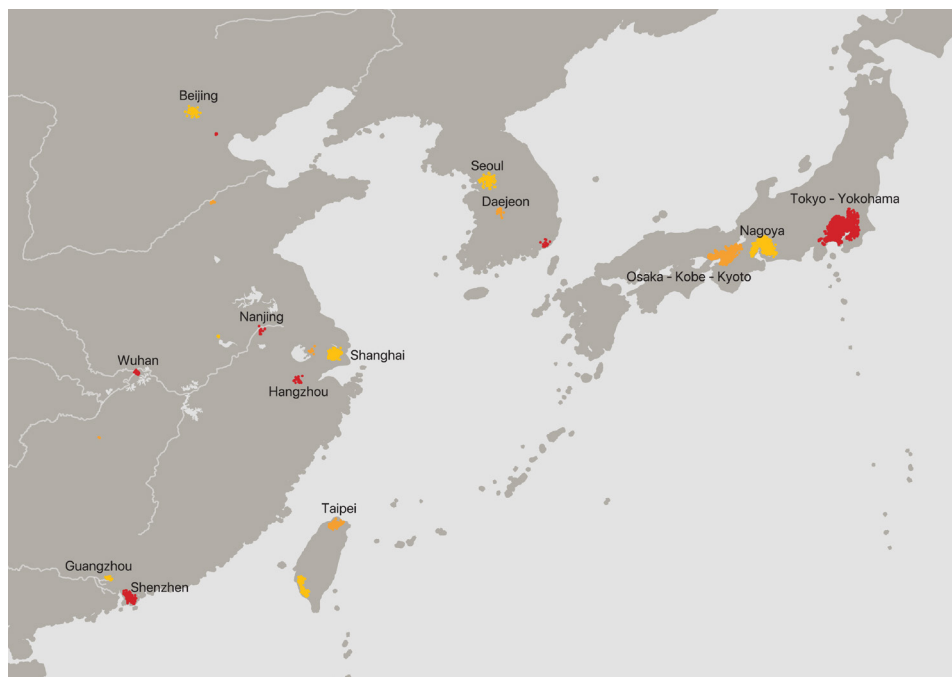 Beijing
Seoul
Daejeon
Tokyo - Yokohama
Nagoya
Osaka - Kobe - Kyoto
Nanjing
Shanghai
Wuhan
Hangzhou
Taipei
Guangzhou
Shenzhen